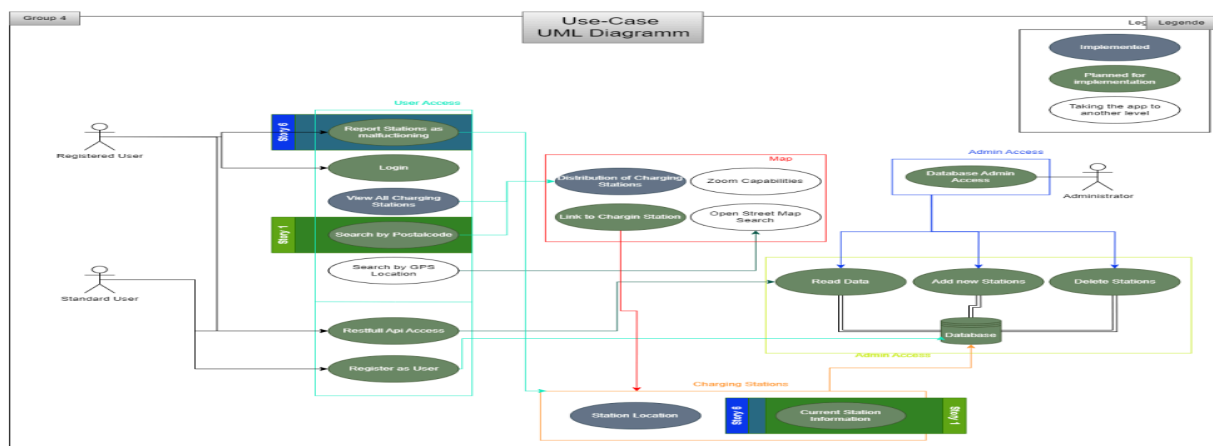 Group 4
Use-Case
UML Diagramm
Legende
Implemented
Planned for
implementation
Taking the app to
another level
User Access
Registered User
Story 6
Report Stations as
malfuctioning
Login
View All Charging
Stations
Story 1
Search by Postalcode
Search by GPS
Location
Standard User
Restfull Api Access
Register as User
Map
Distribution of Charging
Stations
Zoom Capabilities
Link to Chargin Station
Open Street Map
Search
Admin Access
Database Admin
Access
Administrator
Read Data
Add new Stations
Delete Stations
Database
Admin Access
Charging Stations
Station Location
Story 6
Current Station
Information
Story 1